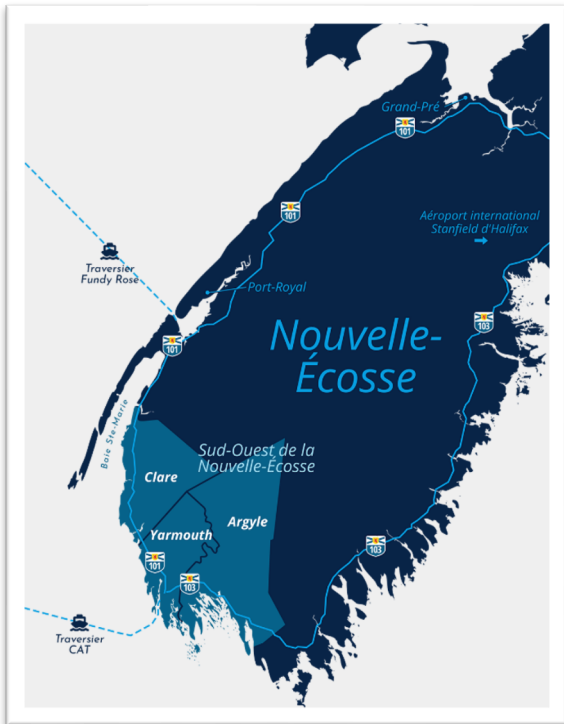 Grand-Pré
101
101
Aéroport international
Stanfield d'Halifax
Traversier
Fundy Rose
Port-Royal
103
Nouvelle-
Écosse
101
Baie Ste-Marie
Sud-Ouest de la
Nouvelle-Écosse
Clare
Argyle
Yarmouth
103
101
103
Traversier
CAT